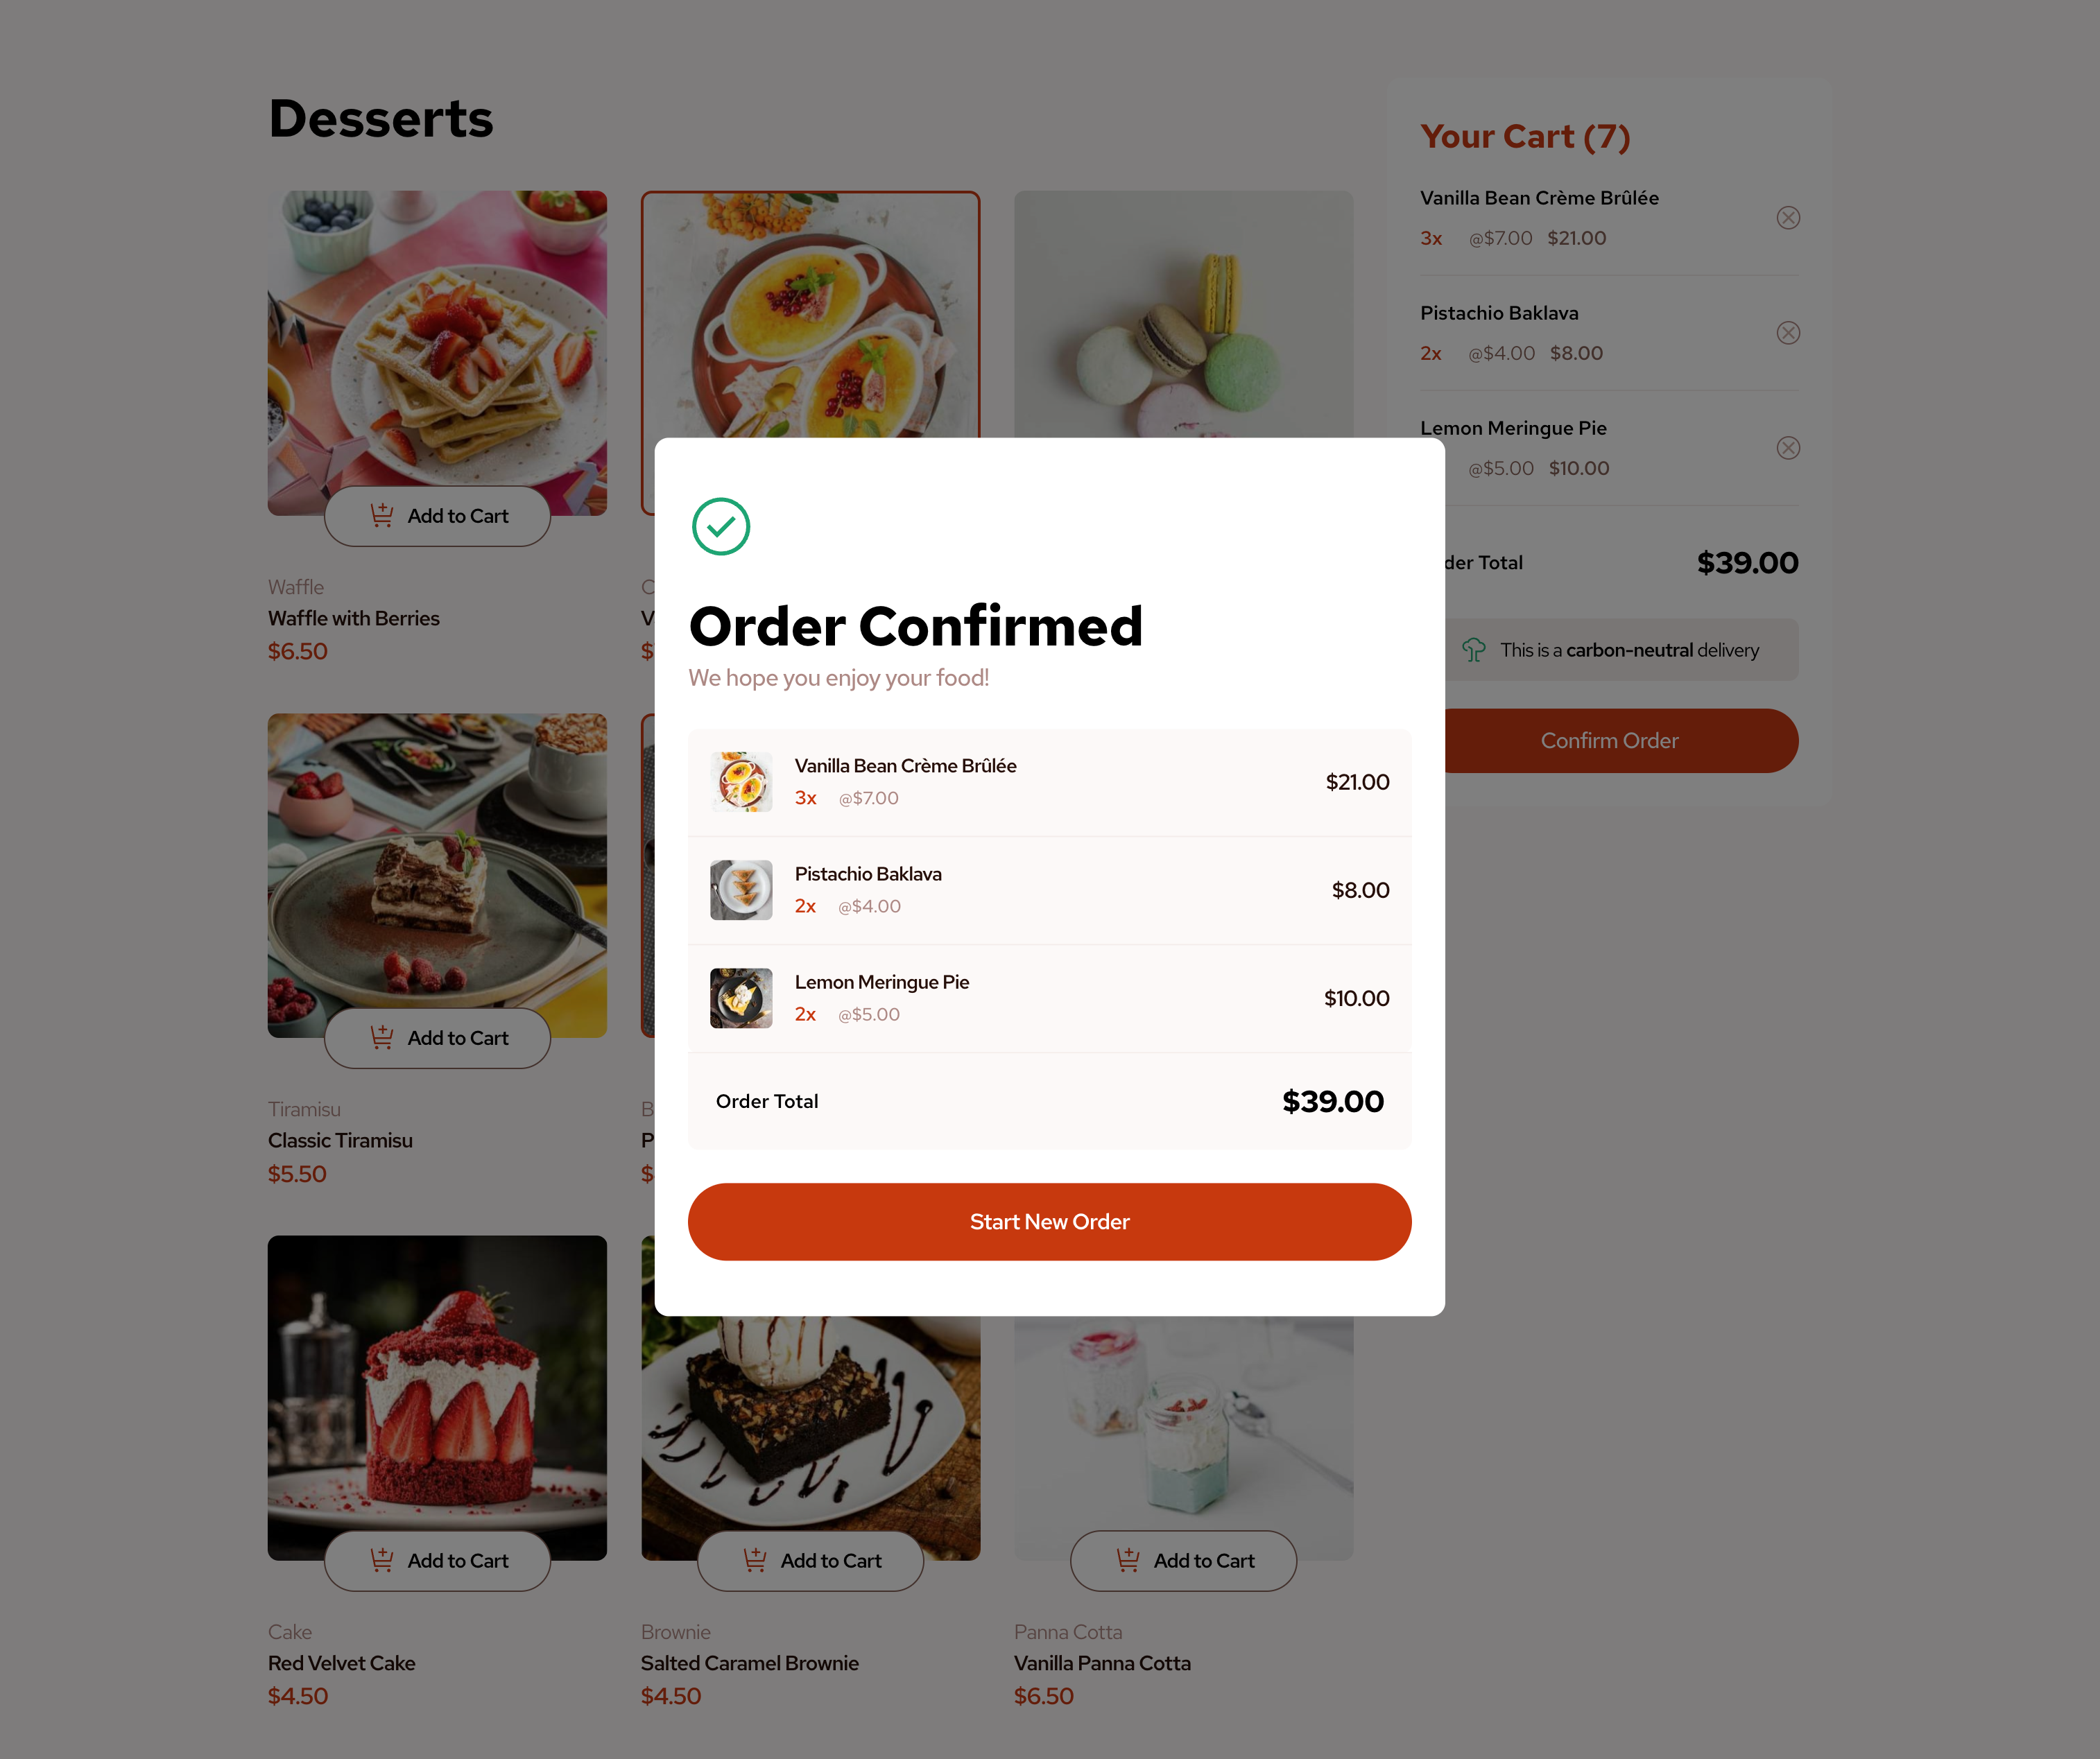 Desserts
Add to Cart
Waffle
Waffle with Berries
$6.50
Add to Cart
Tiramisu
Classic Tiramisu
$5.50
Add to Cart
Cake
Red Velvet Cake
$4.50
Add to Cart
Brownie
Salted Caramel Brownie
$4.50
Add to Cart
Panna Cotta
Vanilla Panna Cotta
$6.50
Your Cart (7)
Vanilla Bean Crème Brûlée
3x @$7.00 $21.00
Pistachio Baklava
2x @$4.00 $8.00
Lemon Meringue Pie
@$5.00 $10.00
Total $39.00
This is a carbon-neutral delivery
Confirm Order
Order Confirmed
We hope you enjoy your food!
Vanilla Bean Crème Brûlée
3x @$7.00
$21.00
Pistachio Baklava
2x @$4.00
$8.00
Lemon Meringue Pie
2x @$5.00
$10.00
Order Total $39.00
Start New Order